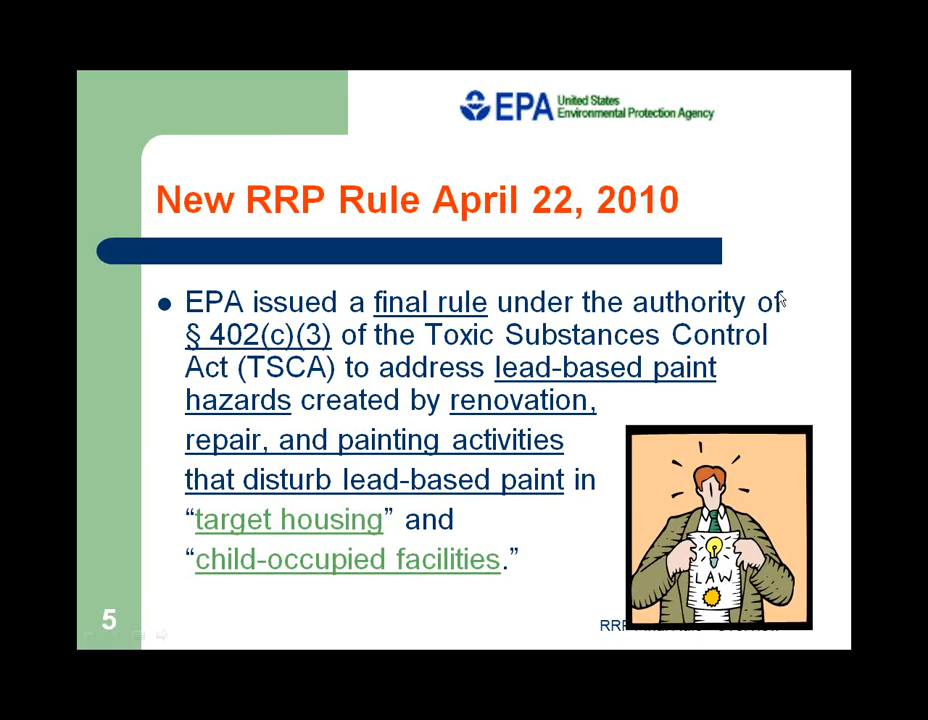 EPA United States
Environmental Protection Agency
New RRP Rule April 22, 2010
EPA issued a final rule under the authority of
§ 402(c)(3) of the Toxic Substances Control
Act (TSCA) to address lead-based paint
hazards created by renovation,
repair, and painting activities
that disturb lead-based paint in
“target housing” and
“child-occupied facilities.”
LAW
5
RRP